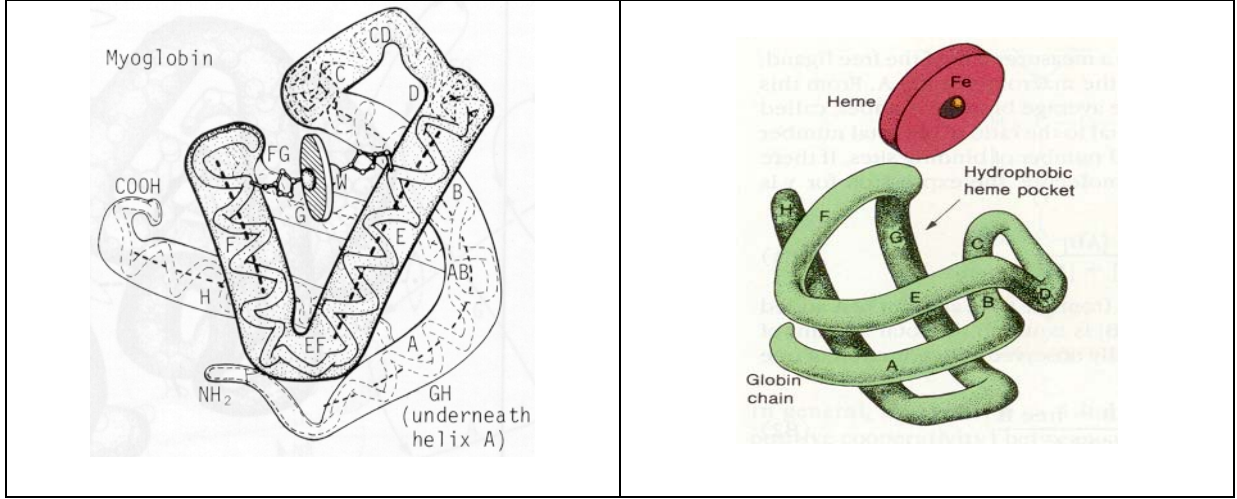 Myoglobin
CD
C
D
FG
W
G
B
COOH
F
E
H
AB
EF
A
NH₂
GH
(underneath
helix A)
Fe
Heme
Hydrophobic
heme pocket
H
F
G
C
E
B
D
A
Globin
chain